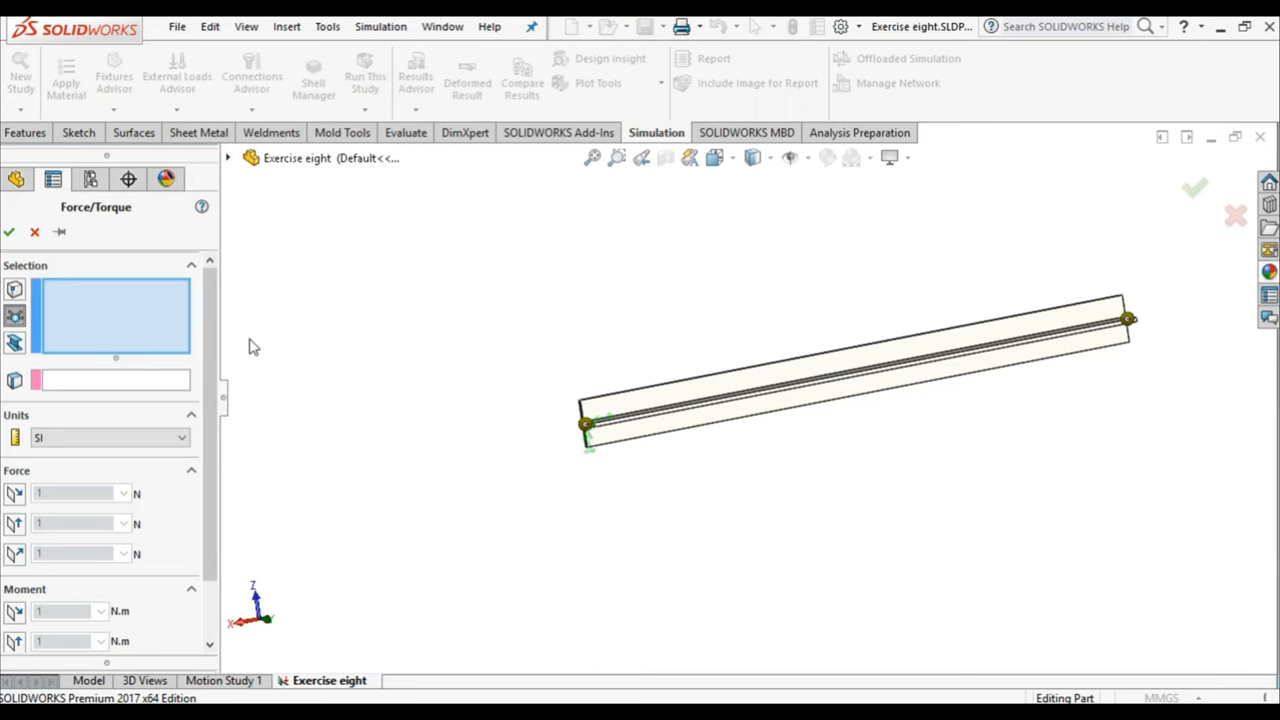 SOLIDWORKS File Edit View Insert Tools Simulation Window Help Exercise eight.SLDP... Search SOLIDWORKS Help ?
New Study
Apply Material
Fixtures Advisor
External Loads Advisor
Connections Advisor
Shell Manager
Run This Study
Results Advisor
Deformed Result
Compare Results
Design Insight
Plot Tools
Report
Include Image for Report
Offloaded Simulation
Manage Network
Features Sketch Surfaces Sheet Metal Weldments Mold Tools Evaluate DimXpert SOLIDWORKS Add-Ins Simulation SOLIDWORKS MBD Analysis Preparation
Exercise eight (Default<<...
Force/Torque ?
Selection
Units
SI
Force
1 N
1 N
1 N
Moment
1 N.m
1 N.m
Z
X
Model 3D Views Motion Study 1 Exercise eight
SOLIDWORKS Premium 2017 x64 Edition Editing Part MMGS